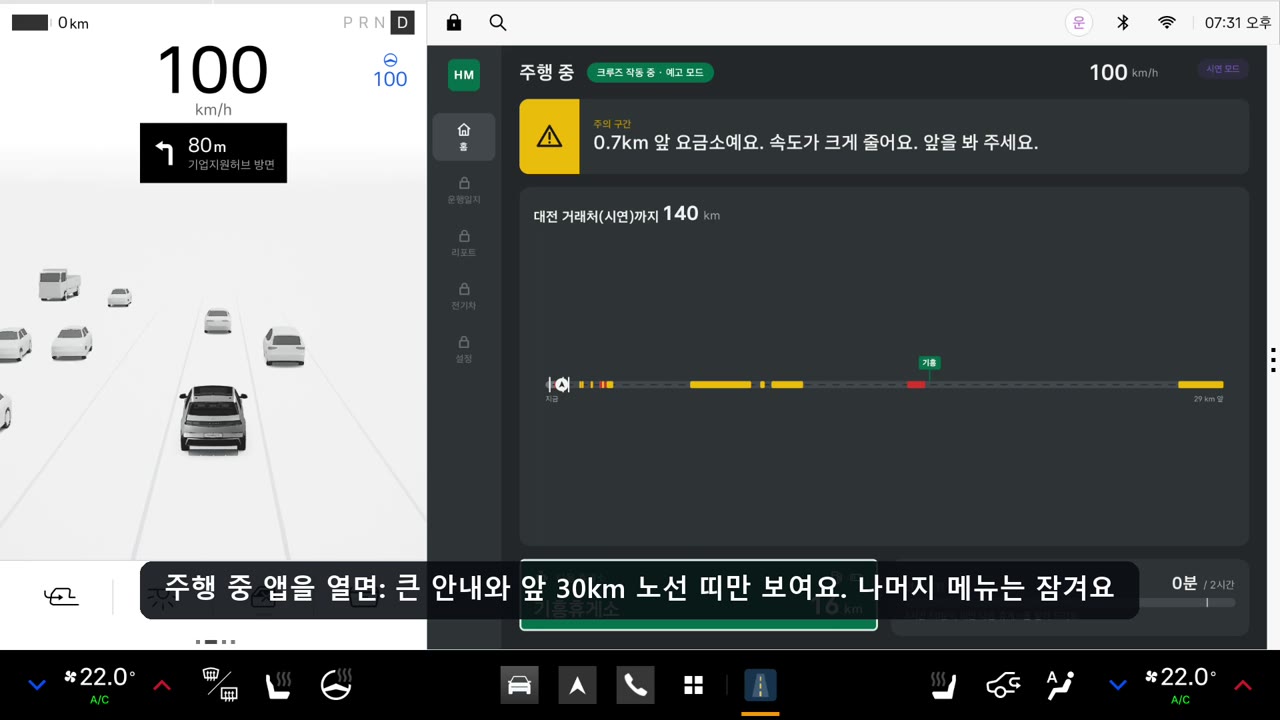 0km
P R N D
07:31 오후
운
100
km/h
100
80m
기업지원허브 방면
HM
주행 중
크루즈 작동 중 · 예고 모드
100 km/h
시연 모드
홈
운행일지
리포트
전기차
설정
주의 구간
0.7km 앞 요금소예요. 속도가 크게 줄어요. 앞을 봐 주세요.
대전 거래처(시연)까지 140 km
기흥
지금
29 km 앞
주행 중 앱을 열면: 큰 안내와 앞 30km 노선 띠만 보여요. 나머지 메뉴는 잠겨요
기흥휴게소
16 km
0분 / 2시간
22.0°
A/C
A
22.0°
A/C